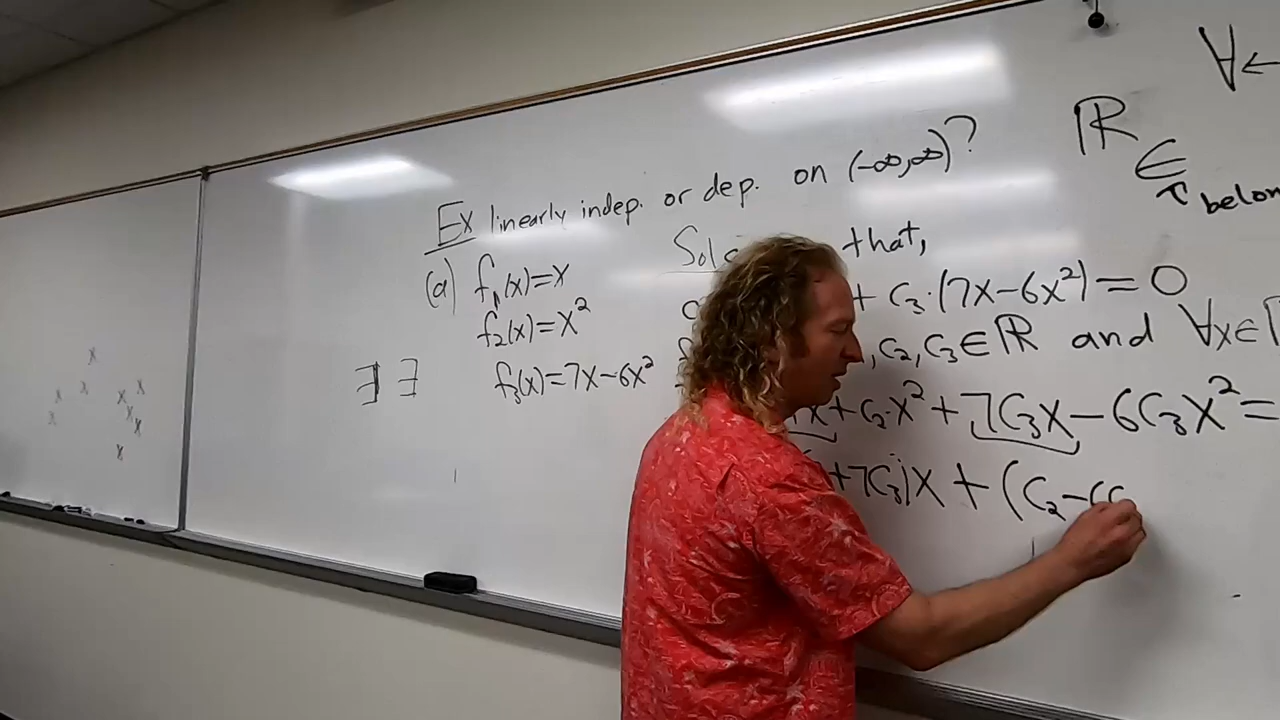 ∀←
ℝ
∈
↑ belon
Ex linearly indep. or dep. on (-∞,∞)?
(a) f₁(x)=x
f₂(x)=x²
f₃(x)=7x-6x²
∃ ∃
that,
+ c₃·(7x-6x²)=0
, c₂, c₃∈ℝ and ∀x∈
x+c₂·x²+7c₃x-6c₃x²=
+7c₃)x+(c₂-6c